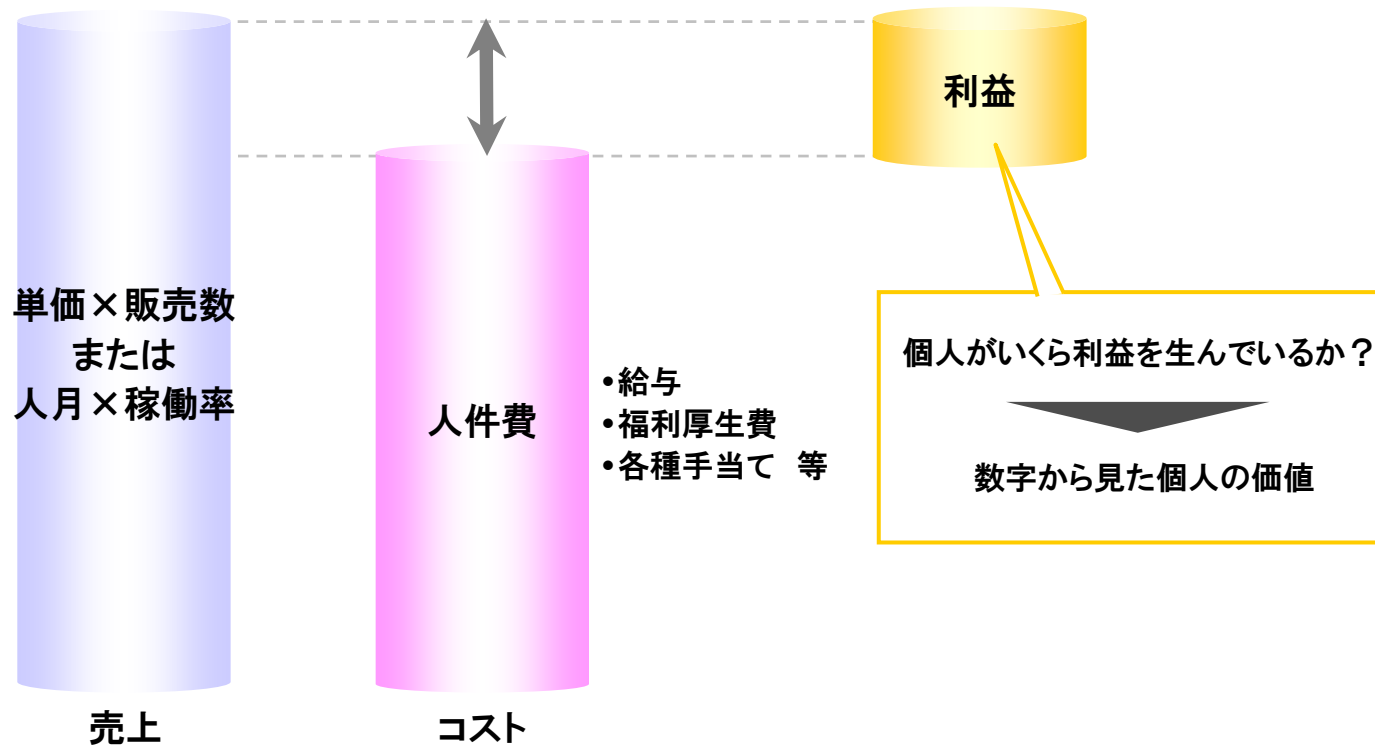 単価×販売数
または
人月×稼働率
売上
人件費
コスト
•給与
•福利厚生費
•各種手当て　等
利益
個人がいくら利益を生んでいるか？
数字から見た個人の価値